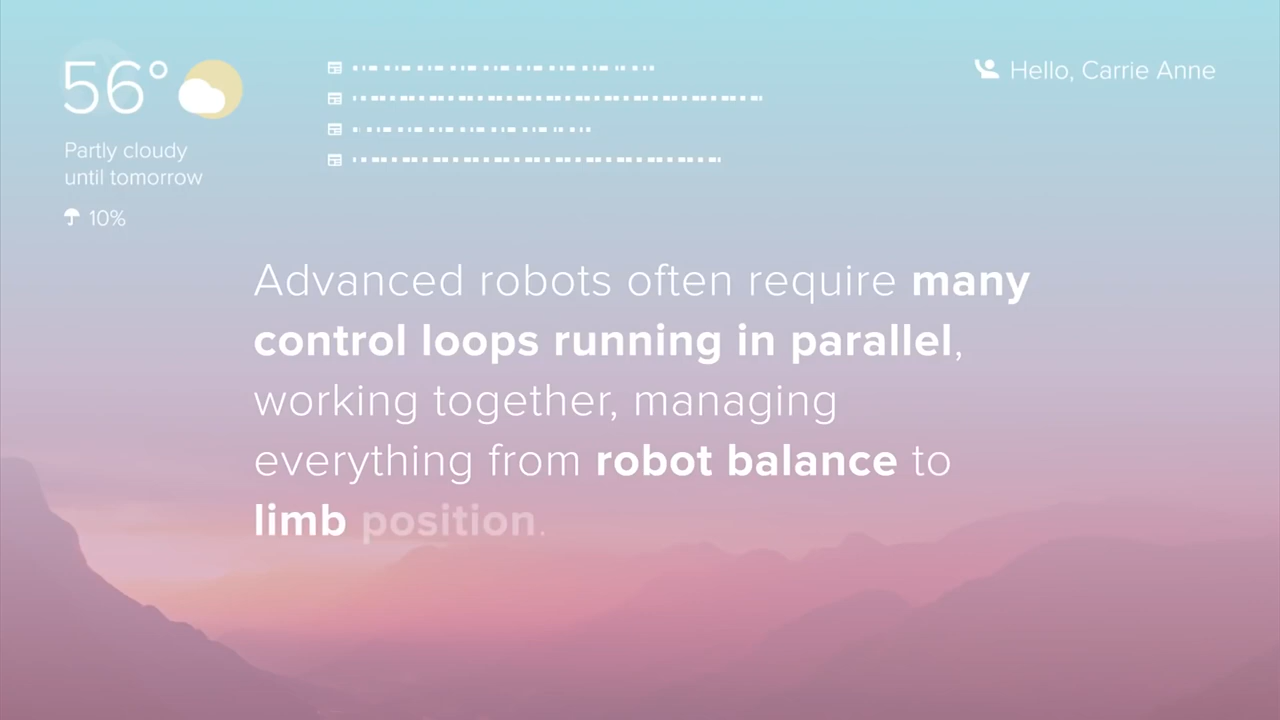 56°
Partly cloudy
until tomorrow
10%
Hello, Carrie Anne
Advanced robots often require many
control loops running in parallel,
working together, managing
everything from robot balance to
limb position.